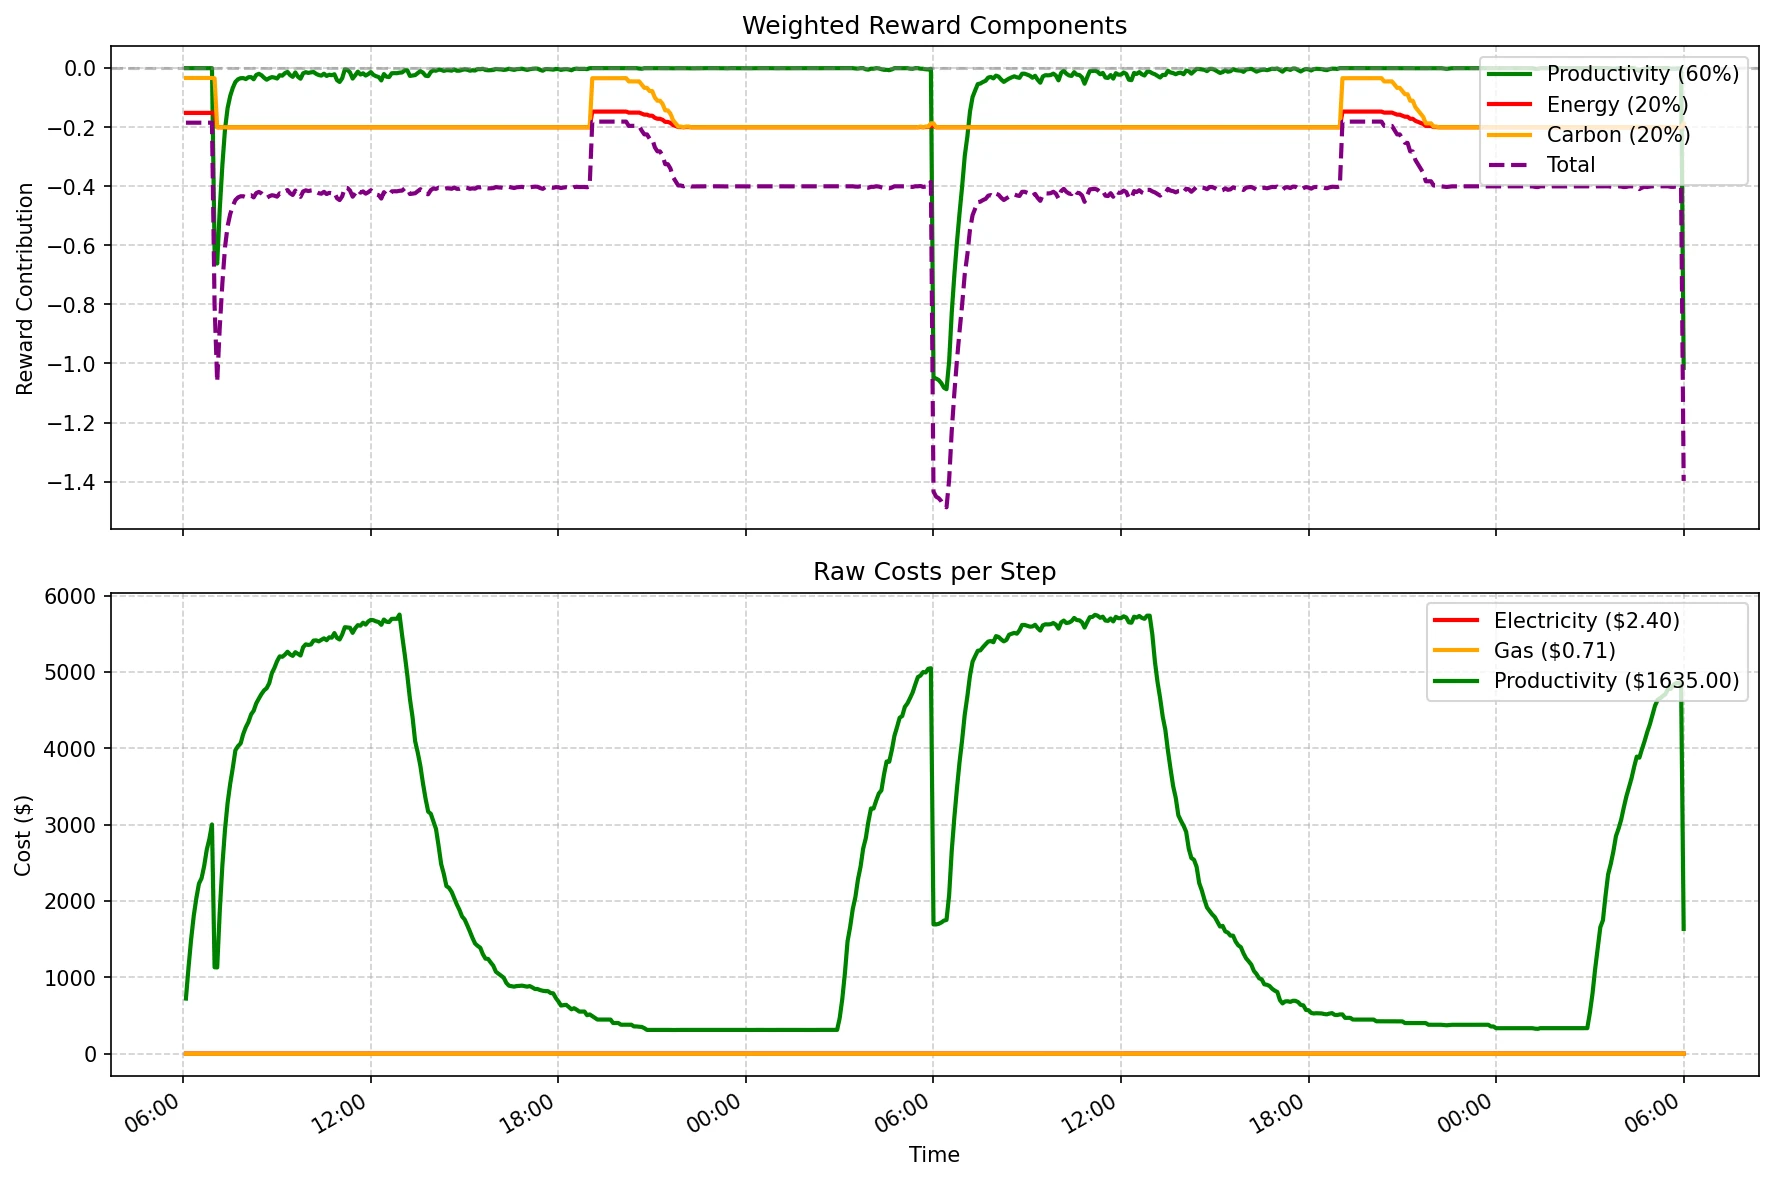 Weighted Reward Components
Reward Contribution
0.0
−0.2
−0.4
−0.6
−0.8
−1.0
−1.2
−1.4
Productivity (60%)
Energy (20%)
Carbon (20%)
Total
Raw Costs per Step
Cost ($)
6000
5000
4000
3000
2000
1000
0
Electricity ($2.40)
Gas ($0.71)
Productivity ($1635.00)
06:00
12:00
18:00
00:00
06:00
12:00
18:00
00:00
06:00
Time